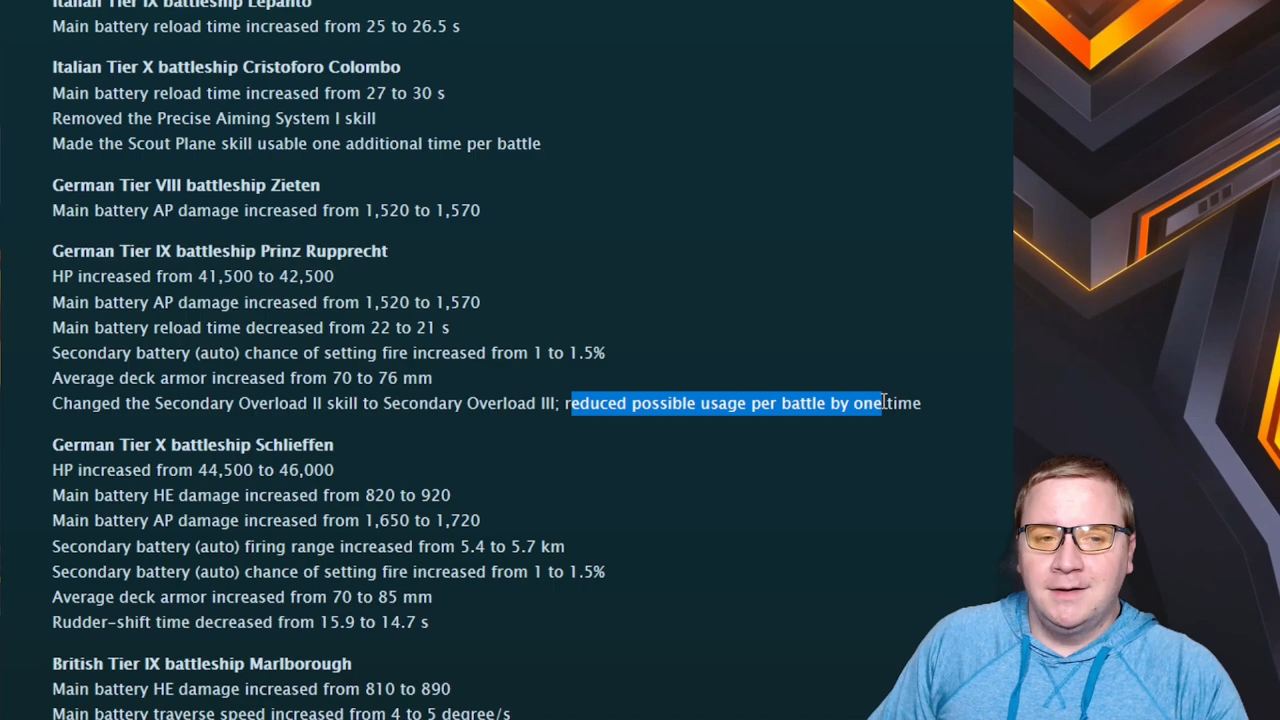 Italian Tier IX battleship Lepanto
Main battery reload time increased from 25 to 26.5 s
Italian Tier X battleship Cristoforo Colombo
Main battery reload time increased from 27 to 30 s
Removed the Precise Aiming System I skill
Made the Scout Plane skill usable one additional time per battle
German Tier VIII battleship Zieten
Main battery AP damage increased from 1,520 to 1,570
German Tier IX battleship Prinz Rupprecht
HP increased from 41,500 to 42,500
Main battery AP damage increased from 1,520 to 1,570
Main battery reload time decreased from 22 to 21 s
Secondary battery (auto) chance of setting fire increased from 1 to 1.5%
Average deck armor increased from 70 to 76 mm
Changed the Secondary Overload II skill to Secondary Overload III; reduced possible usage per battle by one time
German Tier X battleship Schlieffen
HP increased from 44,500 to 46,000
Main battery HE damage increased from 820 to 920
Main battery AP damage increased from 1,650 to 1,720
Secondary battery (auto) firing range increased from 5.4 to 5.7 km
Secondary battery (auto) chance of setting fire increased from 1 to 1.5%
Average deck armor increased from 70 to 85 mm
Rudder-shift time decreased from 15.9 to 14.7 s
British Tier IX battleship Marlborough
Main battery HE damage increased from 810 to 890
Main battery traverse speed increased from 4 to 5 degree/s